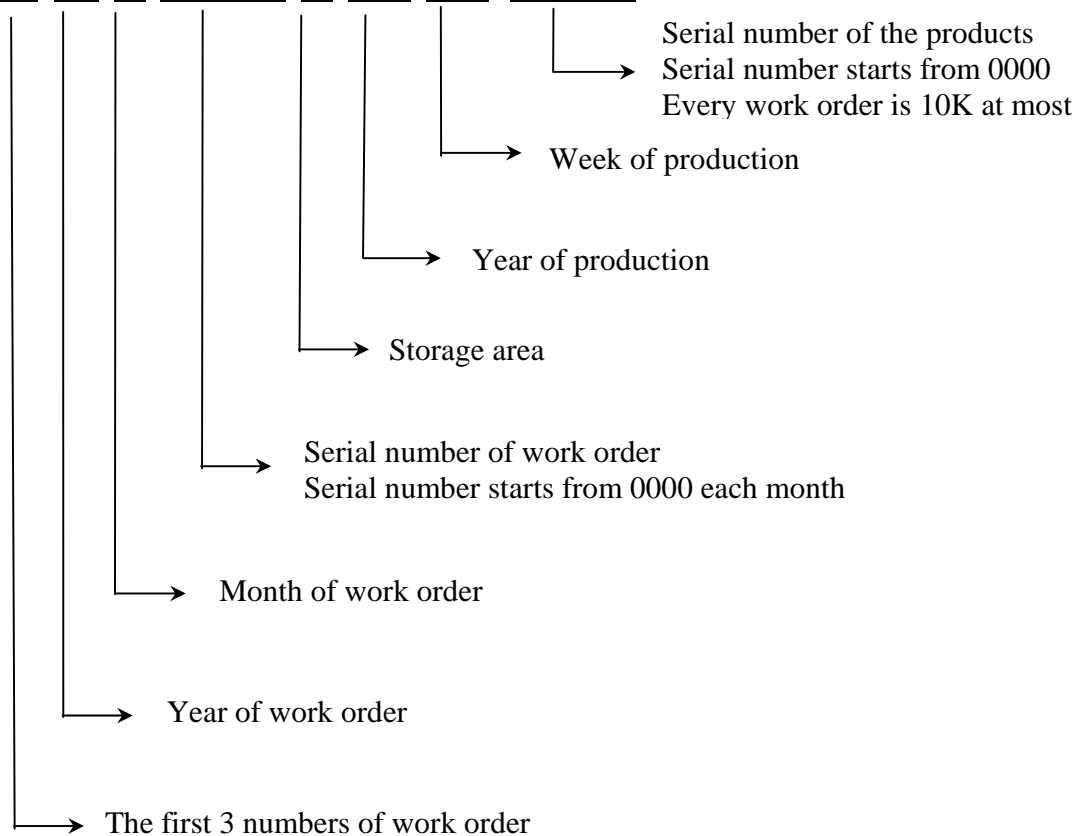 Serial number of the products
Serial number starts from 0000
Every work order is 10K at most
Week of production
Year of production
Storage area
Serial number of work order
Serial number starts from 0000 each month
Month of work order
Year of work order
The first 3 numbers of work order